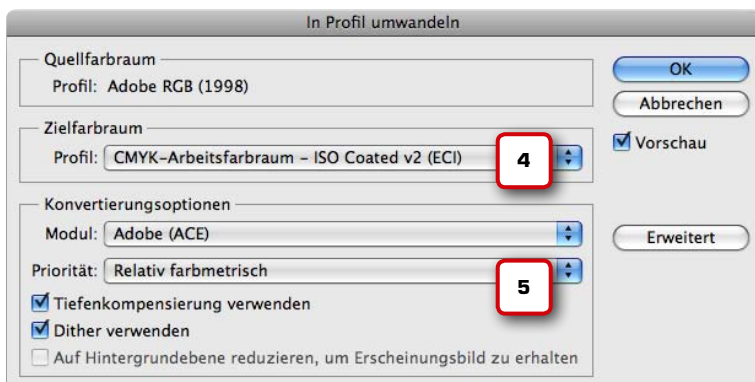 In Profil umwandeln
Quellfarbraum
Profil: Adobe RGB (1998)
OK
Abbrechen
Zielfarbraum
Vorschau
Profil: CMYK-Arbeitsfarbraum – ISO Coated v2 (ECI)
4
Konvertierungsoptionen
Modul: Adobe (ACE)
Erweitert
Priorität: Relativ farbmetrisch
5
Tiefenkompensierung verwenden
Dither verwenden
Auf Hintergrundebene reduzieren, um Erscheinungsbild zu erhalten